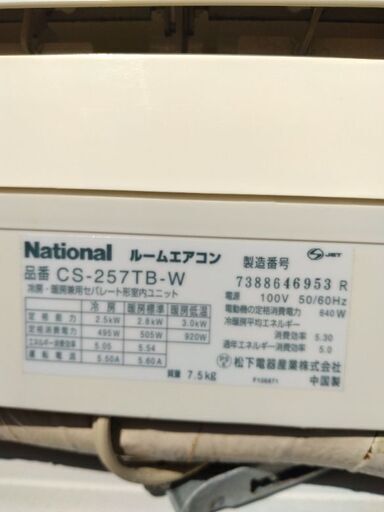 National ルームエアコン
品番 CS-257TB-W
冷房・暖房兼用セパレート形室内ユニット
冷房 暖房標準 暖房低温
定格能力 2.5kW 2.8kW 3.0kW
定格消費電力 495W 505W 920W
エネルギー消費効率 5.05 5.54
運転電流 5.50A 5.60A
質量 7.5kg
製造番号
S JET
7388646953 R
電源 100V 50/60Hz
電動機の定格消費電力 640W
冷暖房平均エネルギー
消費効率 5.30
通年エネルギー消費効率 5.0
松下電器産業株式会社
中国製